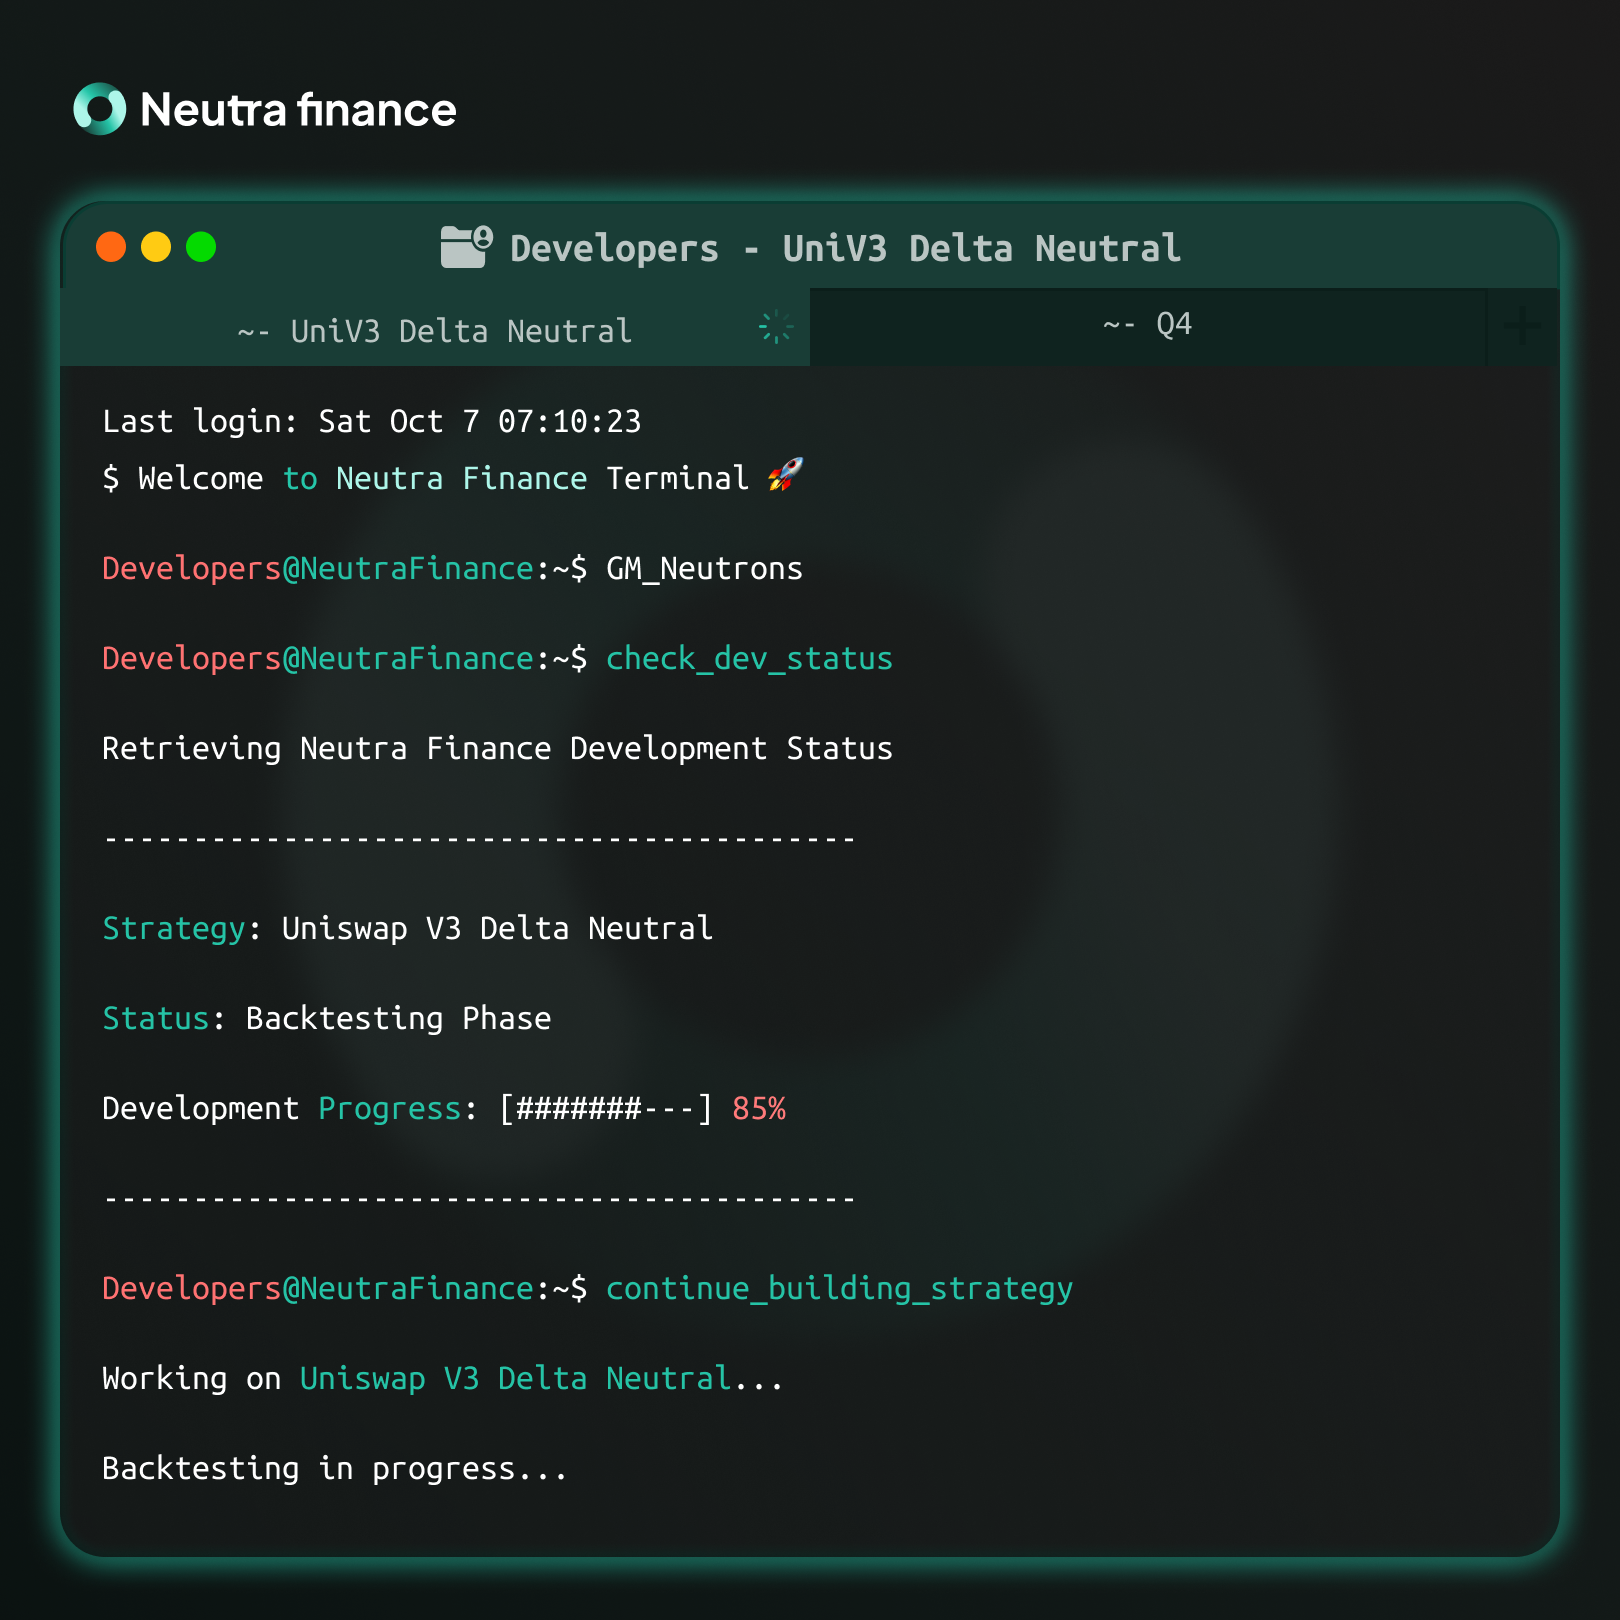 Neutra finance
Developers - UniV3 Delta Neutral
~- UniV3 Delta Neutral
~- Q4
+
Last login: Sat Oct 7 07:10:23
$ Welcome to Neutra Finance Terminal 🚀
Developers@NeutraFinance:~$ GM_Neutrons
Developers@NeutraFinance:~$ check_dev_status
Retrieving Neutra Finance Development Status
------------------------------------------
Strategy: Uniswap V3 Delta Neutral
Status: Backtesting Phase
Development Progress: [#######---] 85%
------------------------------------------
Developers@NeutraFinance:~$ continue_building_strategy
Working on Uniswap V3 Delta Neutral...
Backtesting in progress...